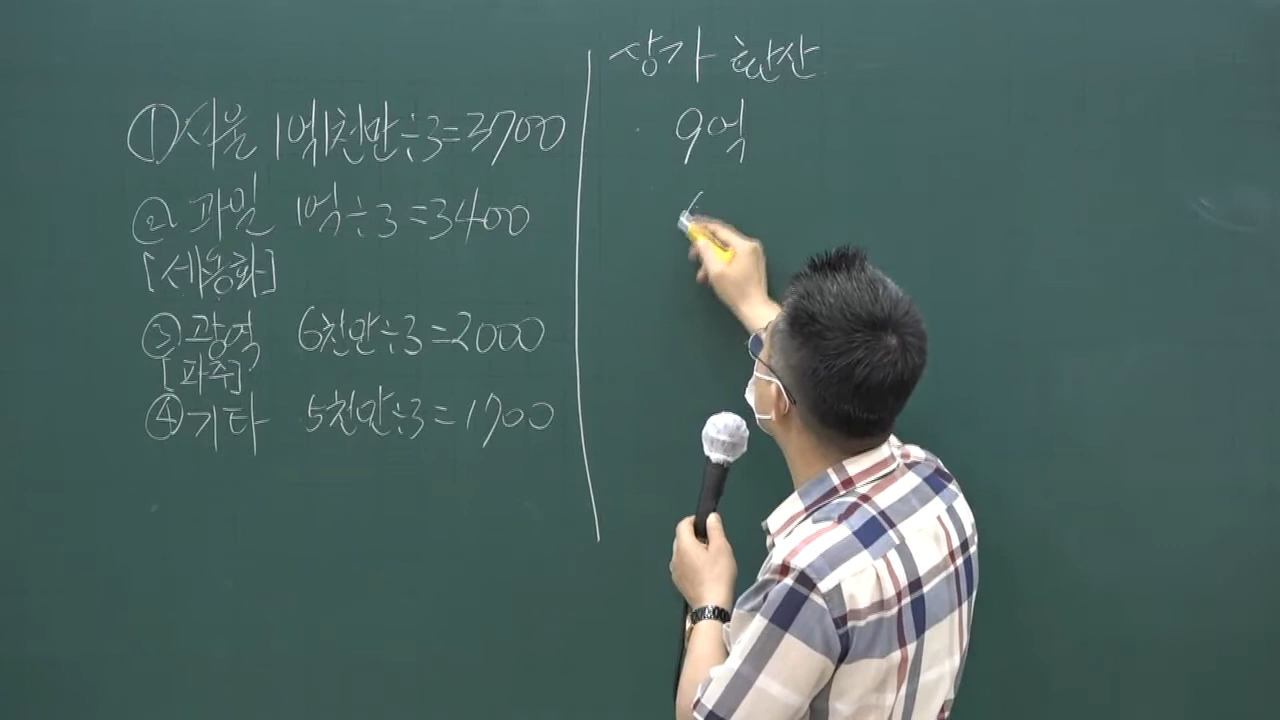 ①서울 1억1천만÷3=3700
②과밀 1억÷3=3400
[세용화]
③광역 6천만÷3=2000
[파주]
④기타 5천만÷3=1700
상가 환산
9억